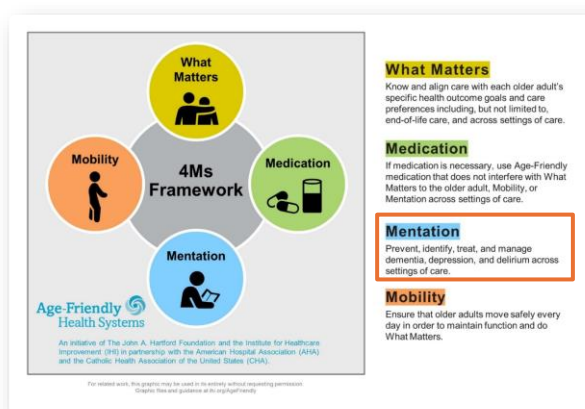 What
Matters
Mobility
4Ms
Framework
Medication
Mentation
Age-Friendly
Health Systems
An initiative of The John A. Hartford Foundation and the Institute for Healthcare
Improvement (IHI) in partnership with the American Hospital Association (AHA)
and the Catholic Health Association of the United States (CHA).
What Matters
Know and align care with each older adult's
specific health outcome goals and care
preferences including, but not limited to,
end-of-life care, and across settings of care.
Medication
If medication is necessary, use Age-Friendly
medication that does not interfere with What
Matters to the older adult, Mobility, or
Mentation across settings of care.
Mentation
Prevent, identify, treat, and manage
dementia, depression, and delirium across
settings of care.
Mobility
Ensure that older adults move safely every
day in order to maintain function and do
What Matters.
For related work, this graphic may be used in its entirety without requesting permission.
Graphic files and guidance at ihi.org/AgeFriendly